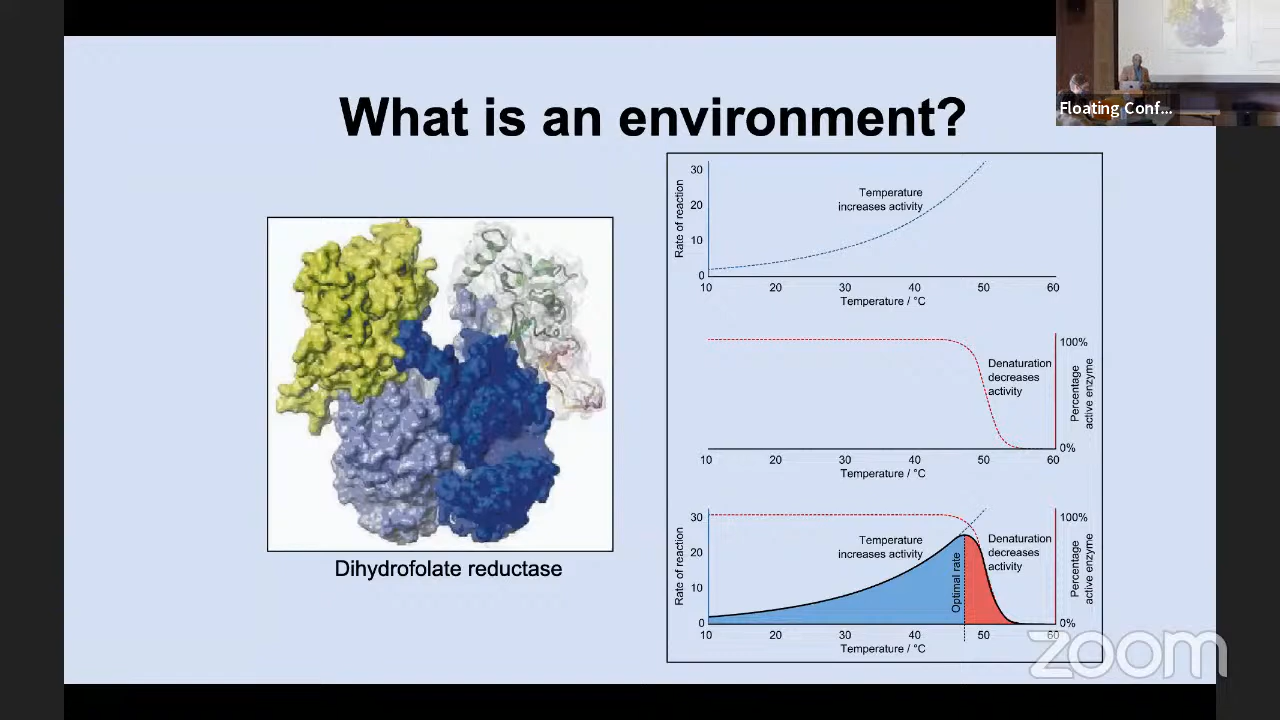 What is an environment?
Floating Conf...
Dihydrofolate reductase
Rate of reaction
30
20
10
0
Temperature
increases activity
10 20 30 40 50 60
Temperature / °C
Denaturation
decreases
activity
100%
0%
Percentage
active enzyme
10 20 30 40 50 60
Temperature / °C
Rate of reaction
30
20
10
0
Temperature
increases activity
Optimal rate
Denaturation
decreases
activity
100%
0%
Percentage
active enzyme
10 20 30 40 50 60
Temperature / °C
zoom